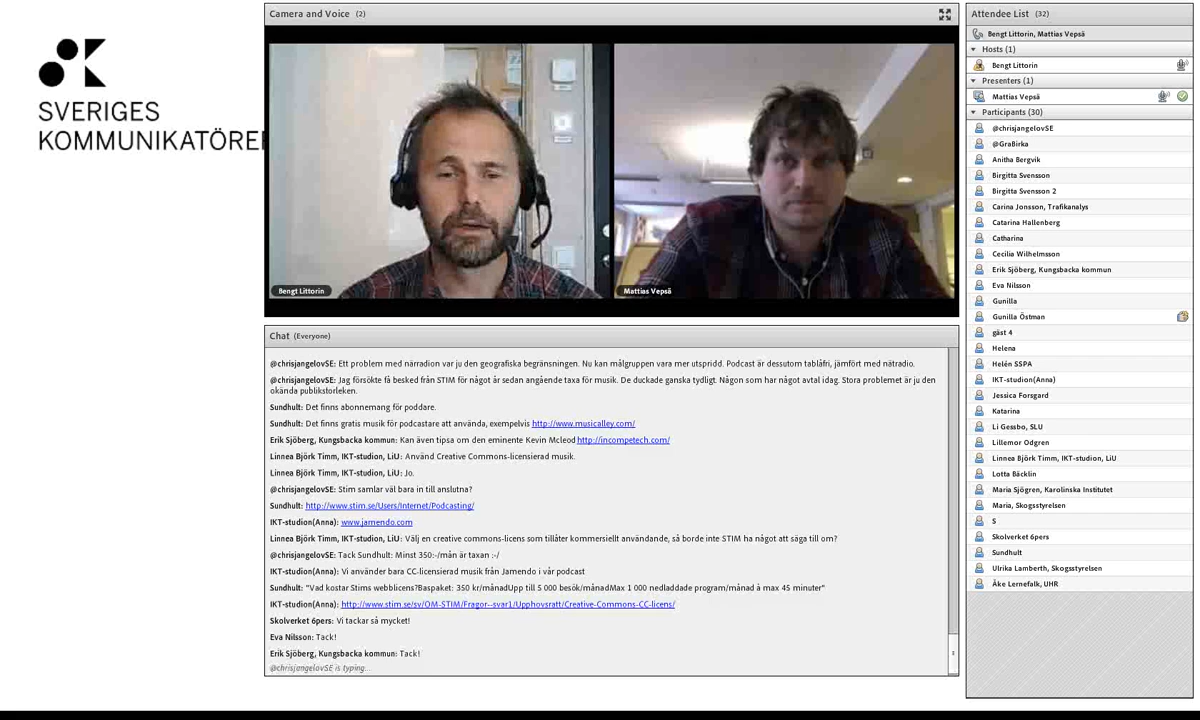 SVERIGES
KOMMUNIKATÖRER
Camera and Voice (2)
Bengt Littorin
Mattias Vepsä
Chat (Everyone)
@chrisjangelovSE: Ett problem med närradion var ju den geografiska begränsningen. Nu kan målgruppen vara mer utspridd. Podcast är dessutom tablåfri, jämfört med nätradio.
@chrisjangelovSE: Jag försökte få besked från STIM för något år sedan angående taxa för musik. De duckade ganska tydligt. Någon som har något avtal idag. Stora problemet är ju den
okända publikstorleken.
Sundhult: Det finns abonnemang för poddare.
Sundhult: Det finns gratis musik för podcastare att använda, exempelvis http://www.musicalley.com/
Erik Sjöberg, Kungsbacka kommun: Kan även tipsa om den eminente Kevin Mcleod http://incompetech.com/
Linnea Björk Timm, IKT-studion, LiU: Använd Creative Commons-licensierad musik.
Linnea Björk Timm, IKT-studion, LiU: Jo.
@chrisjangelovSE: Stim samlar väl bara in till anslutna?
Sundhult: http://www.stim.se/Users/Internet/Podcasting/
IKT-studion(Anna): www.jamendo.com
Linnea Björk Timm, IKT-studion, LiU: Välj en creative commons-licens som tillåter kommersiellt användande, så borde inte STIM ha något att säga till om?
@chrisjangelovSE: Tack Sundhult: Minst 350:-/mån är taxan :-/
IKT-studion(Anna): Vi använder bara CC-licensierad musik från Jamendo i vår podcast
Sundhult: "Vad kostar Stims webblicens?Baspaket: 350 kr/månadUpp till 5 000 besök/månadMax 1 000 nedladdade program/månad à max 45 minuter"
IKT-studion(Anna): http://www.stim.se/sv/OM-STIM/Fragor--svar1/Upphovsratt/Creative-Commons-CC-licens/
Skolverket 6pers: Vi tackar så mycket!
Eva Nilsson: Tack!
Erik Sjöberg, Kungsbacka kommun: Tack!
@chrisjangelovSE is typing...
Attendee List (32)
Bengt Littorin, Mattias Vepsä
Hosts (1)
Bengt Littorin
Presenters (1)
Mattias Vepsä
Participants (30)
@chrisjangelovSE
@GraBirka
Anitha Bergvik
Birgitta Svensson
Birgitta Svensson 2
Carina Jonsson, Trafikanalys
Catarina Hallenberg
Catharina
Cecilia Wilhelmsson
Erik Sjöberg, Kungsbacka kommun
Eva Nilsson
Gunilla
Gunilla Östman
gäst 4
Helena
Helén SSPA
IKT-studion(Anna)
Jessica Forsgard
Katarina
Li Gessbo, SLU
Lillemor Odgren
Linnea Björk Timm, IKT-studion, LiU
Lotta Bäcklin
Maria Sjögren, Karolinska Institutet
Maria, Skogsstyrelsen
S
Skolverket 6pers
Sundhult
Ulrika Lamberth, Skogsstyrelsen
Åke Lernefalk, UHR